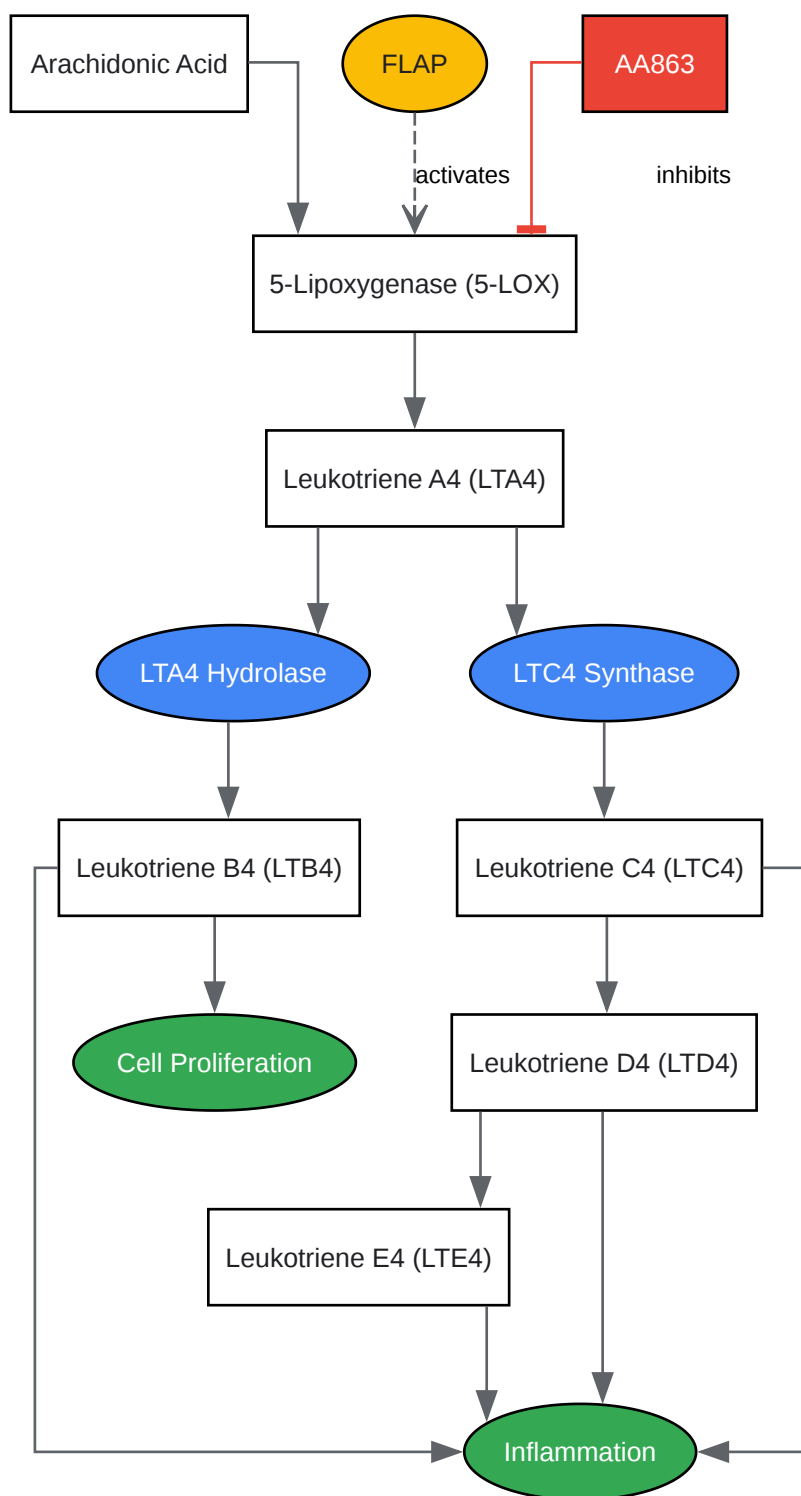 Arachidonic Acid
FLAP
AA863
activates
inhibits
5-Lipoxygenase (5-LOX)
Leukotriene A4 (LTA4)
LTA4 Hydrolase
LTC4 Synthase
Leukotriene B4 (LTB4)
Leukotriene C4 (LTC4)
Cell Proliferation
Leukotriene D4 (LTD4)
Leukotriene E4 (LTE4)
Inflammation